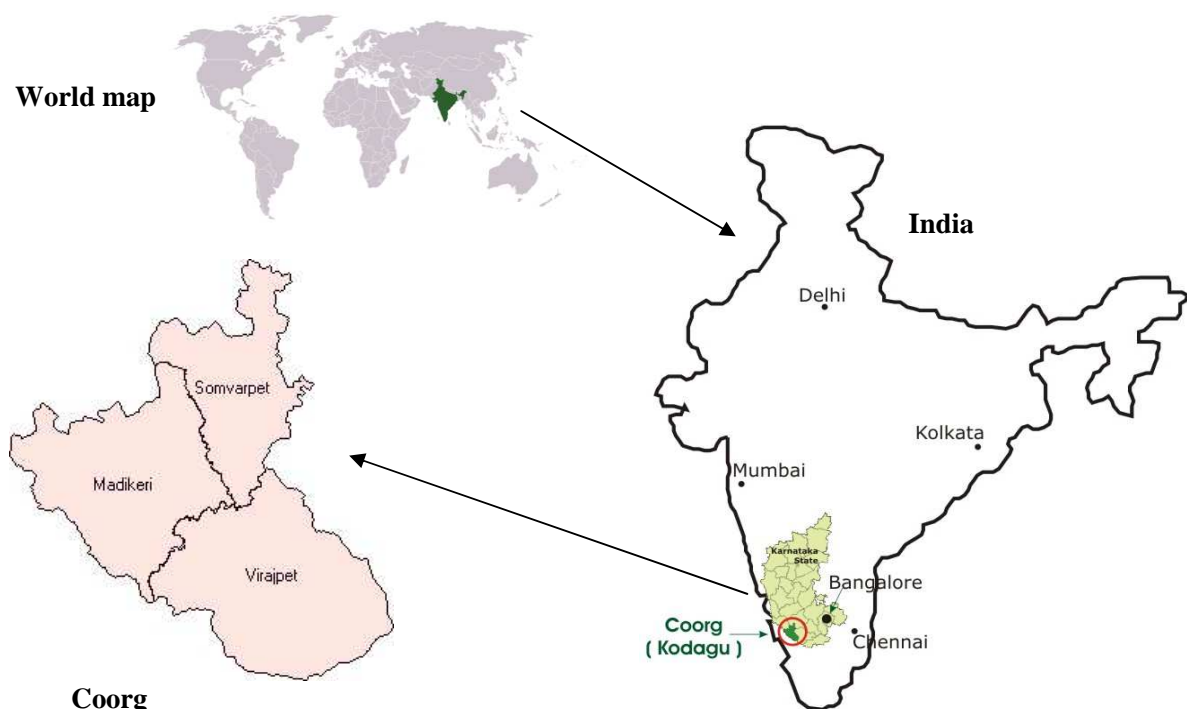 World map
India
Delhi
Kolkata
Mumbai
Karnataka
State
Bangalore
Coorg
( Kodagu )
Chennai
Somvarpet
Madikeri
Virajpet
Coorg